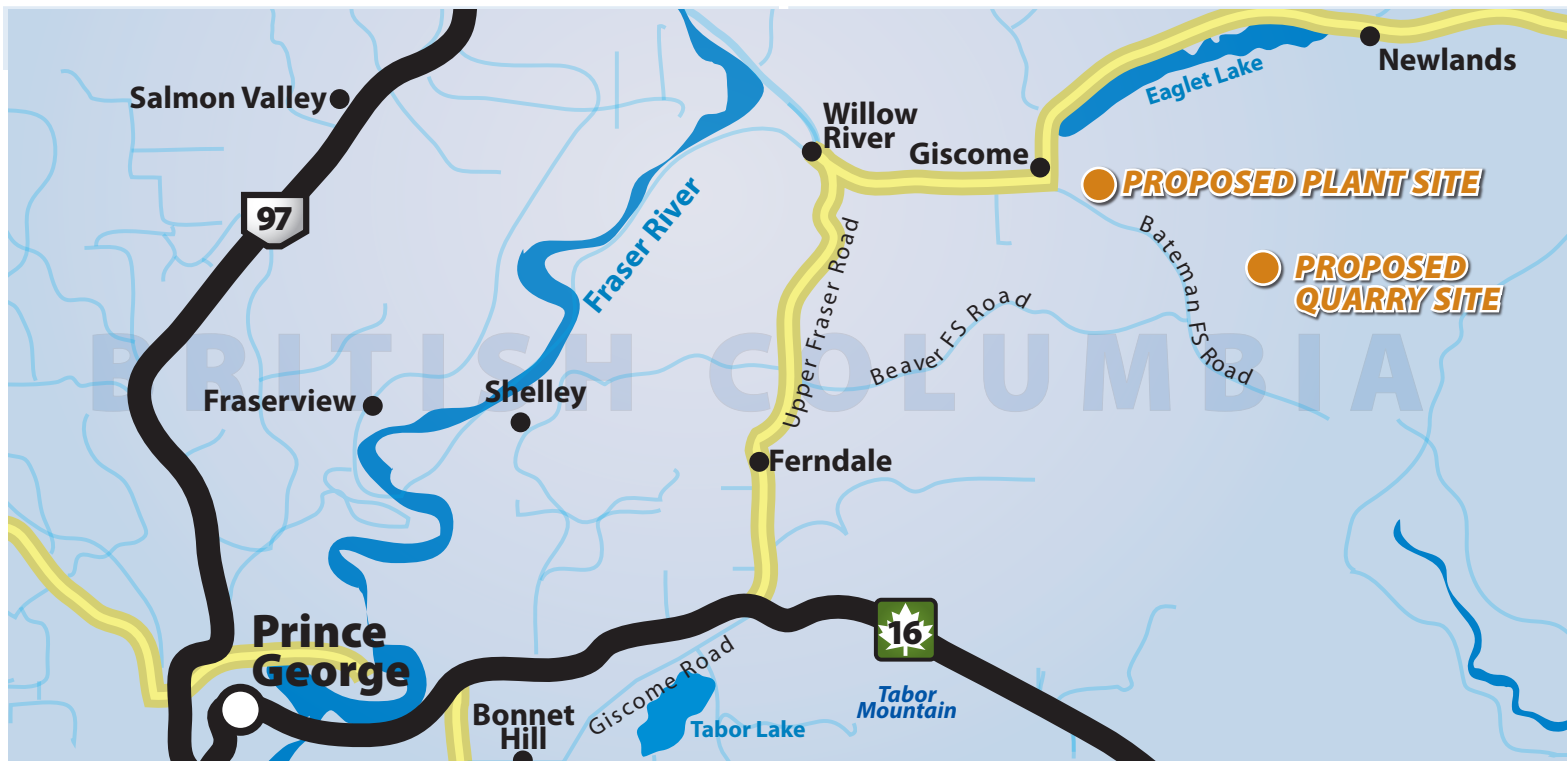 Salmon Valley
Newlands
Eaglet Lake
Willow
River
Giscome
PROPOSED PLANT SITE
97
Fraser River
Upper Fraser Road
Bateman FS Road
PROPOSED
QUARRY SITE
Beaver FS Road
BRITISH COLUMBIA
Fraserview
Shelley
Ferndale
Prince
George
16
Giscome Road
Tabor
Mountain
Bonnet
Hill
Tabor Lake